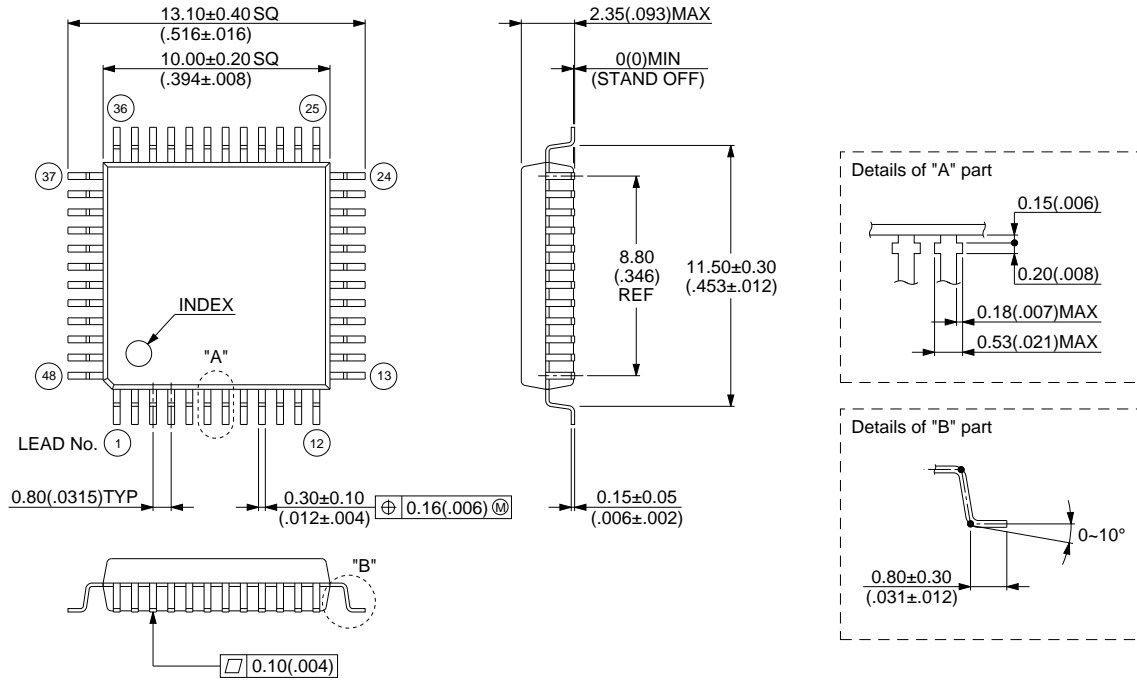 13.10±0.40 SQ
(.516±.016)
10.00±0.20 SQ
(.394±.008)
36
25
37
24
INDEX
"A"
48
13
LEAD No.
1
12
0.80(.0315)TYP
0.30±0.10
(.012±.004)
⌖ 0.16(.006) Ⓜ
"B"
⏥ 0.10(.004)
2.35(.093)MAX
0(0)MIN
(STAND OFF)
8.80
(.346)
REF
11.50±0.30
(.453±.012)
0.15±0.05
(.006±.002)
Details of "A" part
0.15(.006)
0.20(.008)
0.18(.007)MAX
0.53(.021)MAX
Details of "B" part
0~10°
0.80±0.30
(.031±.012)